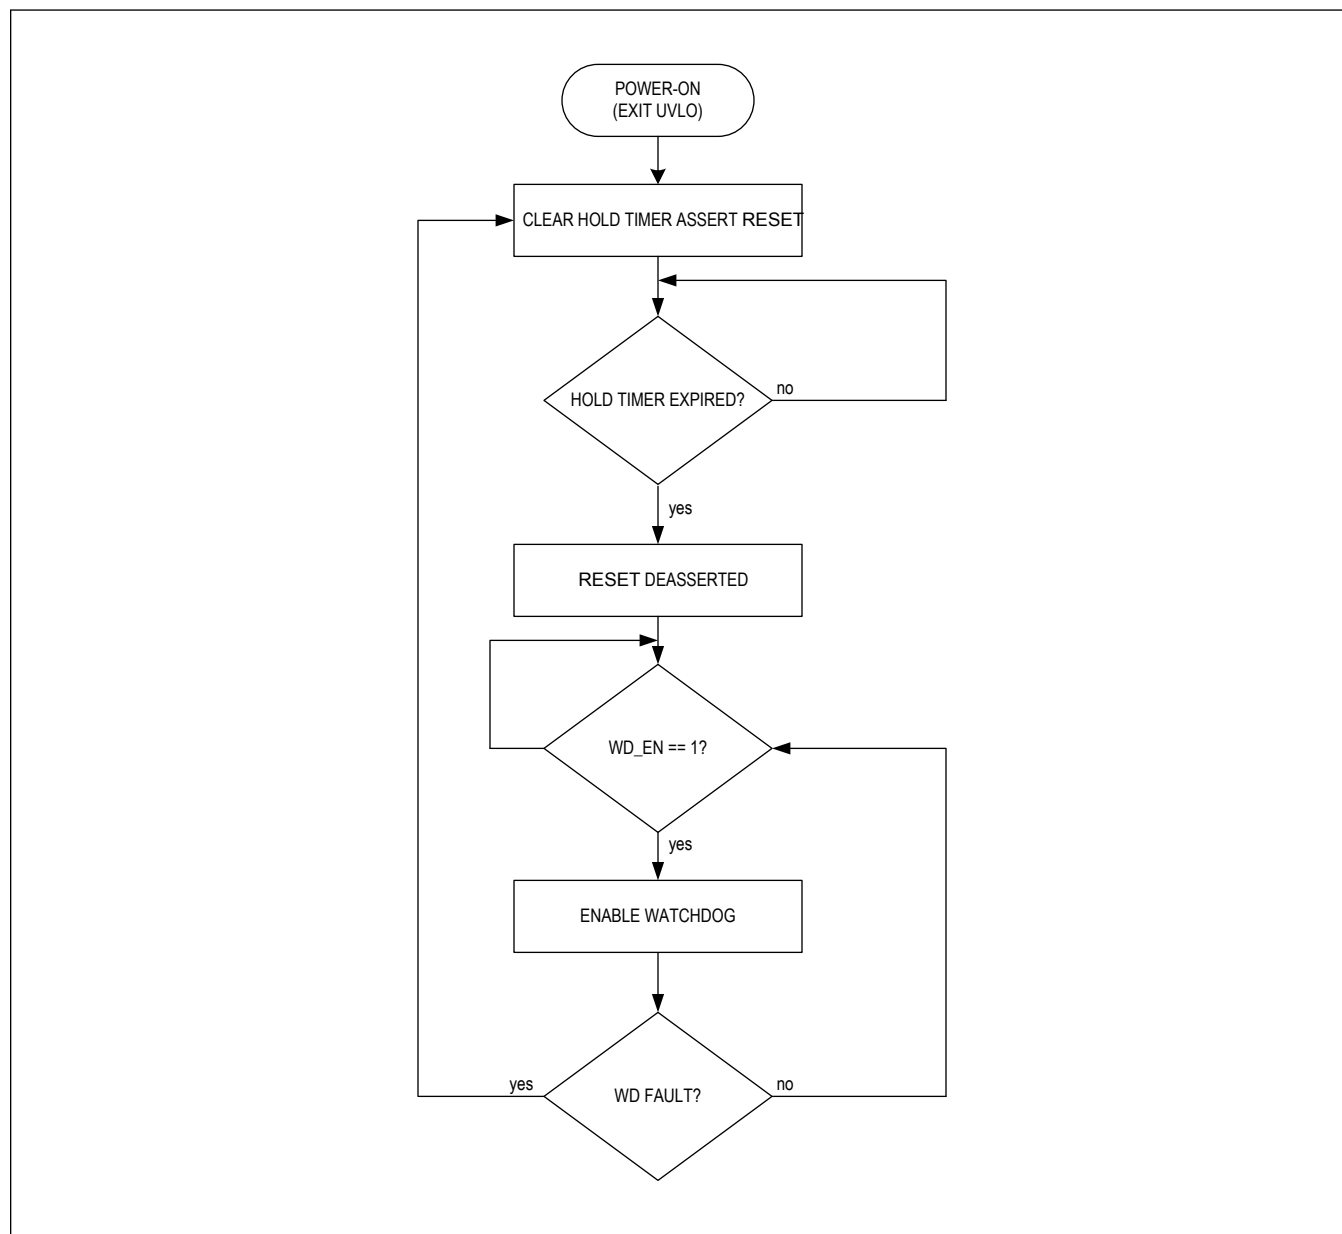 POWER-ON
(EXIT UVLO)
CLEAR HOLD TIMER ASSERT RESET
HOLD TIMER EXPIRED?
no
yes
RESET DEASSERTED
WD_EN == 1?
yes
ENABLE WATCHDOG
yes
WD FAULT?
no